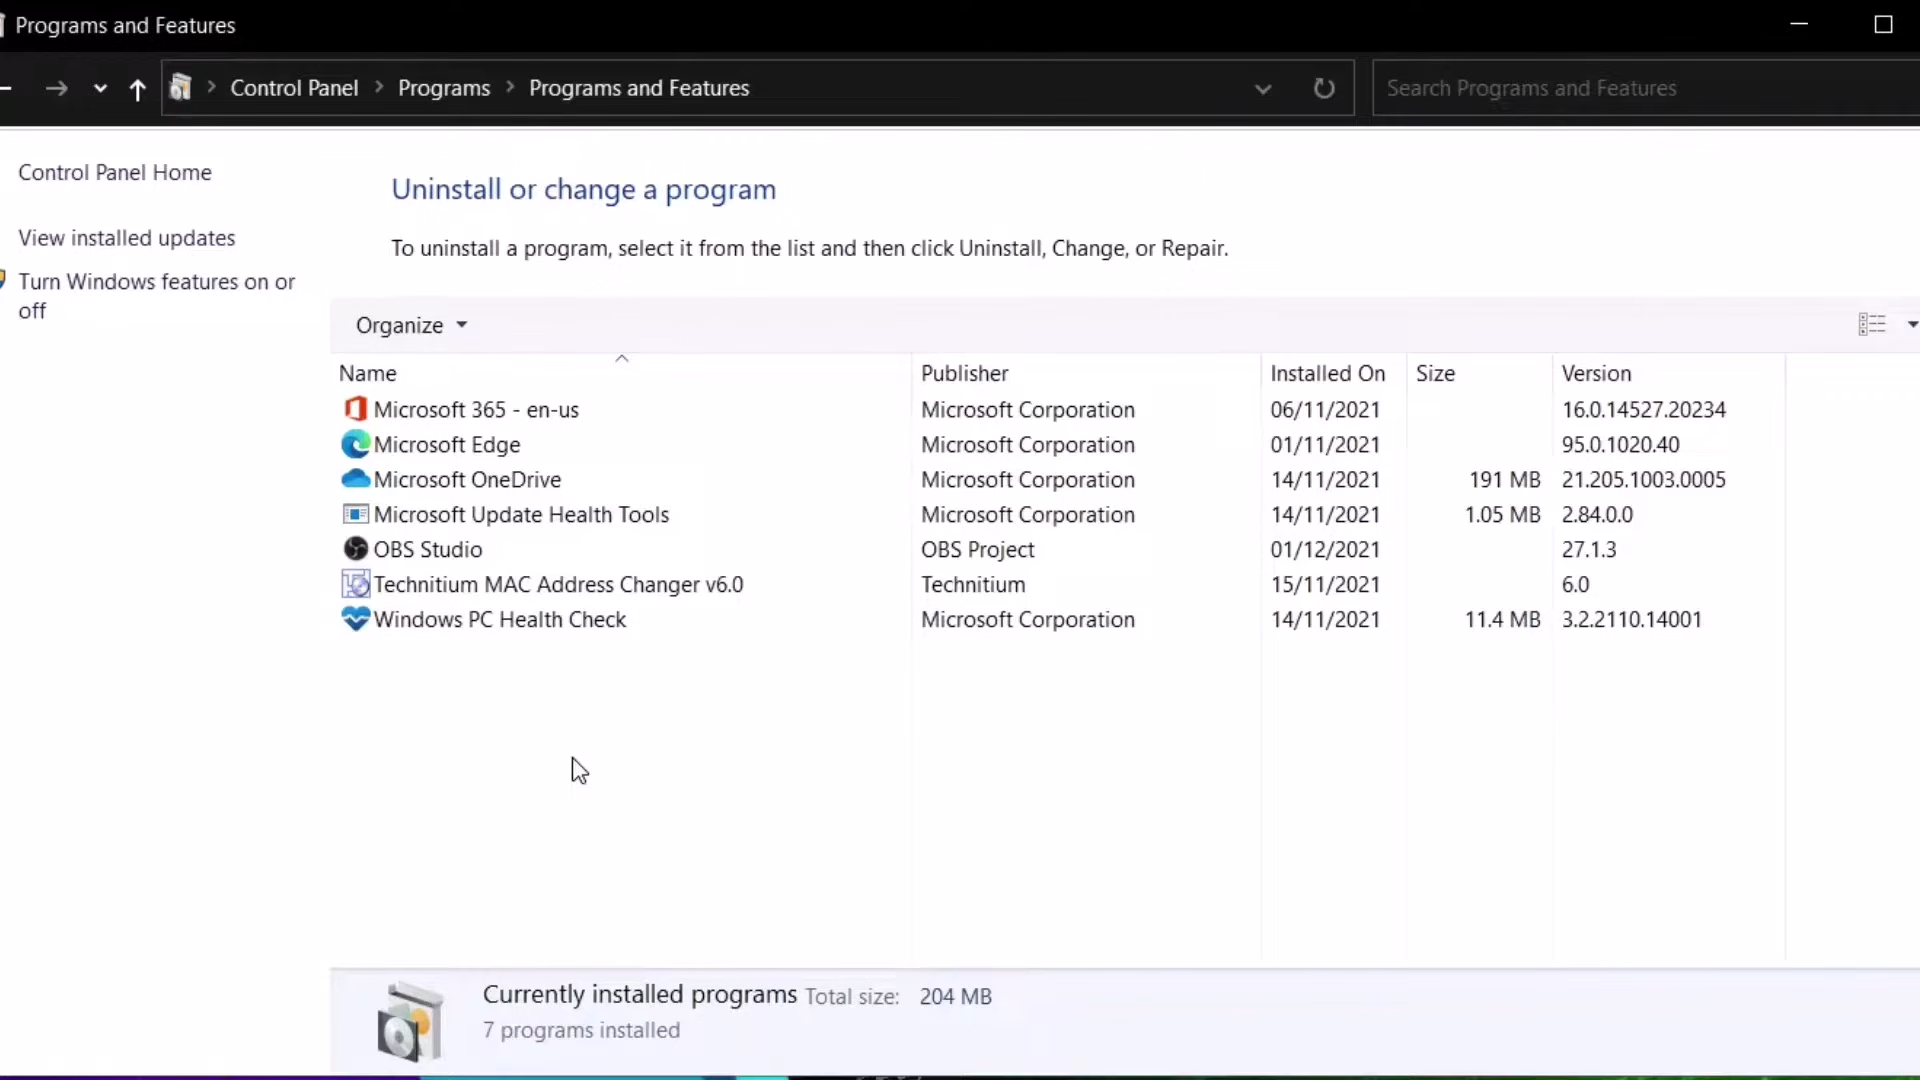 Programs and Features
Control Panel > Programs > Programs and Features
Search Programs and Features
Control Panel Home
View installed updates
Turn Windows features on or
off
Uninstall or change a program
To uninstall a program, select it from the list and then click Uninstall, Change, or Repair.
Organize
Name Publisher Installed On Size Version
Microsoft 365 - en-us Microsoft Corporation 06/11/2021 16.0.14527.20234
Microsoft Edge Microsoft Corporation 01/11/2021 95.0.1020.40
Microsoft OneDrive Microsoft Corporation 14/11/2021 191 MB 21.205.1003.0005
Microsoft Update Health Tools Microsoft Corporation 14/11/2021 1.05 MB 2.84.0.0
OBS Studio OBS Project 01/12/2021 27.1.3
Technitium MAC Address Changer v6.0 Technitium 15/11/2021 6.0
Windows PC Health Check Microsoft Corporation 14/11/2021 11.4 MB 3.2.2110.14001
Currently installed programs Total size: 204 MB
7 programs installed